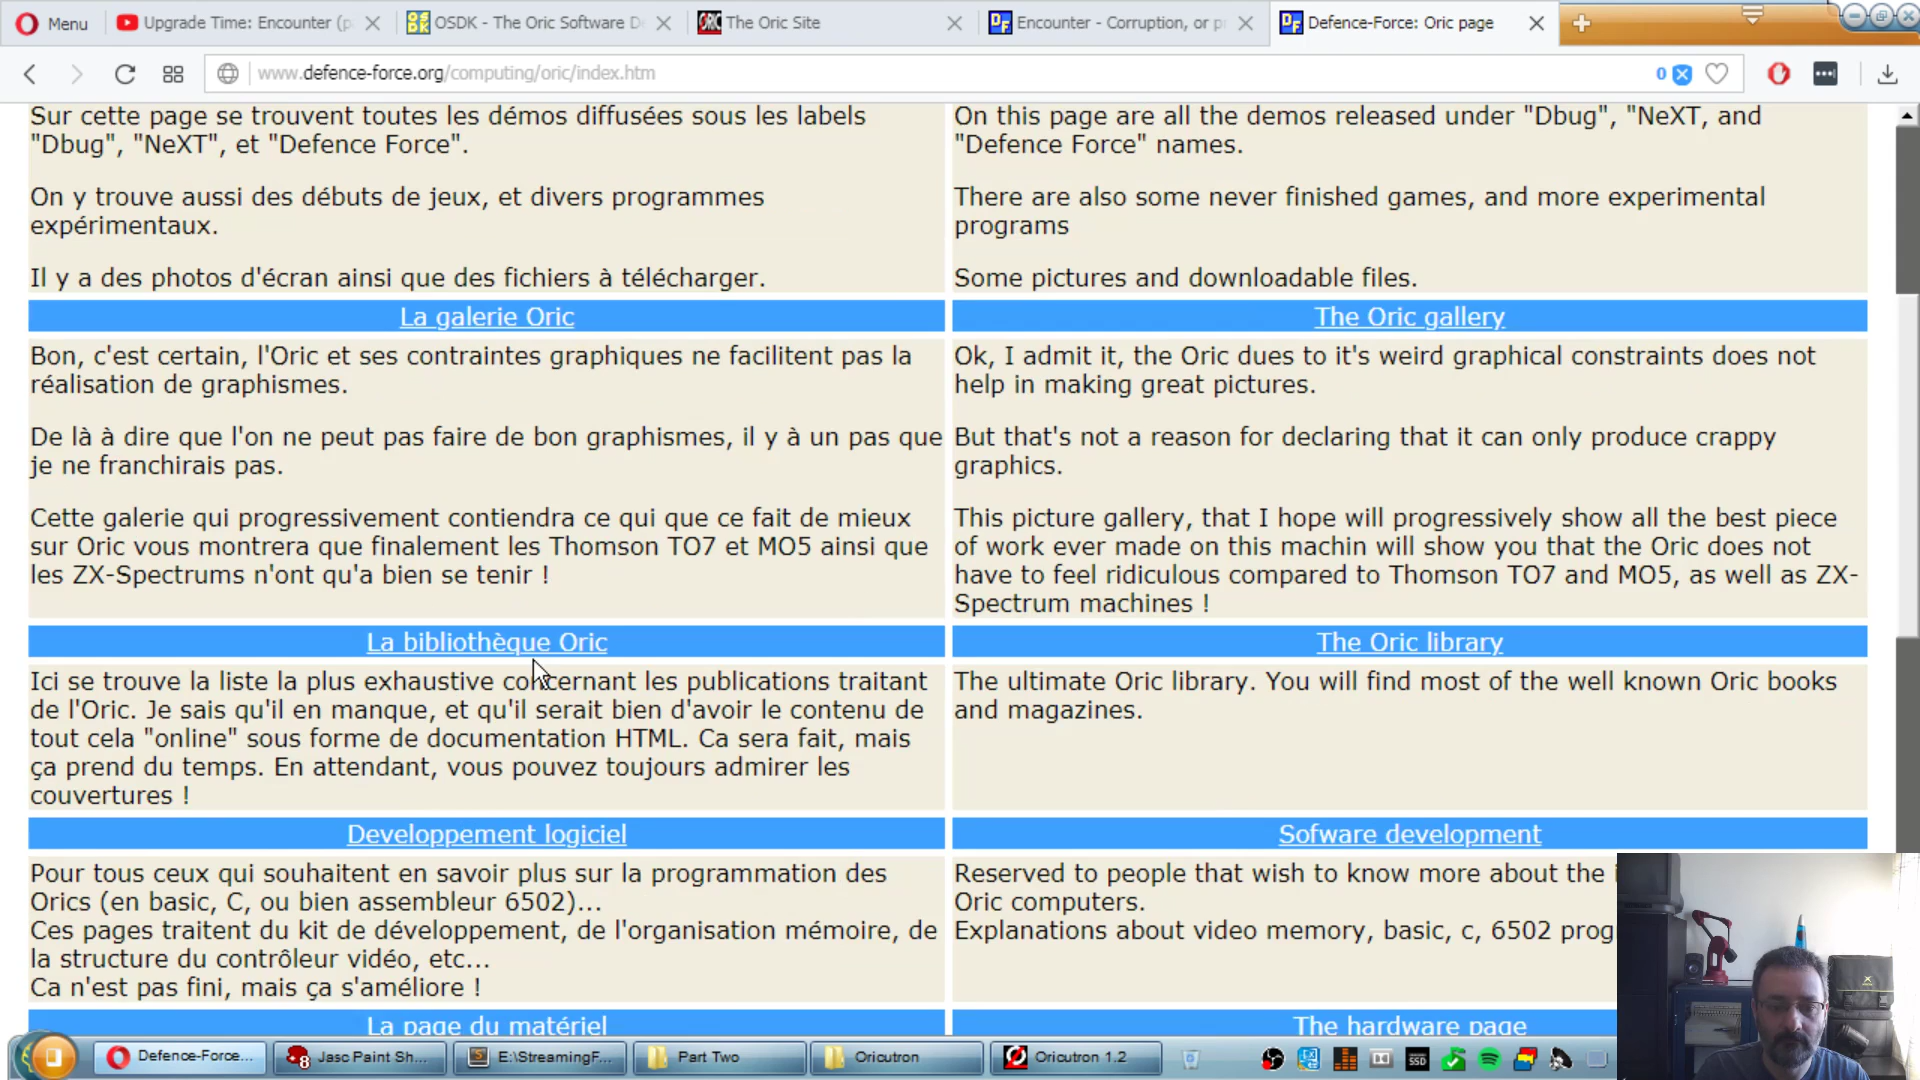 Menu
Upgrade Time: Encounter (p
OSDK - The Oric Software D
The Oric Site
Encounter - Corruption, or p
Defence-Force: Oric page
www.defence-force.org/computing/oric/index.htm
0
Sur cette page se trouvent toutes les démos diffusées sous les labels
"Dbug", "NeXT", et "Defence Force".
On y trouve aussi des débuts de jeux, et divers programmes
expérimentaux.
Il y a des photos d'écran ainsi que des fichiers à télécharger.
On this page are all the demos released under "Dbug", "NeXT, and
"Defence Force" names.
There are also some never finished games, and more experimental
programs
Some pictures and downloadable files.
La galerie Oric
The Oric gallery
Bon, c'est certain, l'Oric et ses contraintes graphiques ne facilitent pas la
réalisation de graphismes.
De là à dire que l'on ne peut pas faire de bon graphismes, il y à un pas que
je ne franchirais pas.
Cette galerie qui progressivement contiendra ce qui que ce fait de mieux
sur Oric vous montrera que finalement les Thomson TO7 et MO5 ainsi que
les ZX-Spectrums n'ont qu'a bien se tenir !
Ok, I admit it, the Oric dues to it's weird graphical constraints does not
help in making great pictures.
But that's not a reason for declaring that it can only produce crappy
graphics.
This picture gallery, that I hope will progressively show all the best piece
of work ever made on this machin will show you that the Oric does not
have to feel ridiculous compared to Thomson TO7 and MO5, as well as ZX-
Spectrum machines !
La bibliothèque Oric
The Oric library
Ici se trouve la liste la plus exhaustive concernant les publications traitant
de l'Oric. Je sais qu'il en manque, et qu'il serait bien d'avoir le contenu de
tout cela "online" sous forme de documentation HTML. Ca sera fait, mais
ça prend du temps. En attendant, vous pouvez toujours admirer les
couvertures !
The ultimate Oric library. You will find most of the well known Oric books
and magazines.
Developpement logiciel
Sofware development
Pour tous ceux qui souhaitent en savoir plus sur la programmation des
Orics (en basic, C, ou bien assembleur 6502)...
Ces pages traitent du kit de développement, de l'organisation mémoire, de
la structure du contrôleur vidéo, etc...
Ca n'est pas fini, mais ça s'améliore !
Reserved to people that wish to know more about the
Oric computers.
Explanations about video memory, basic, c, 6502 prog
La page du matériel
The hardware page
Defence-Force...
Jasc Paint Sh...
E:\StreamingF...
Part Two
Oricutron
Oricutron 1.2
SSD